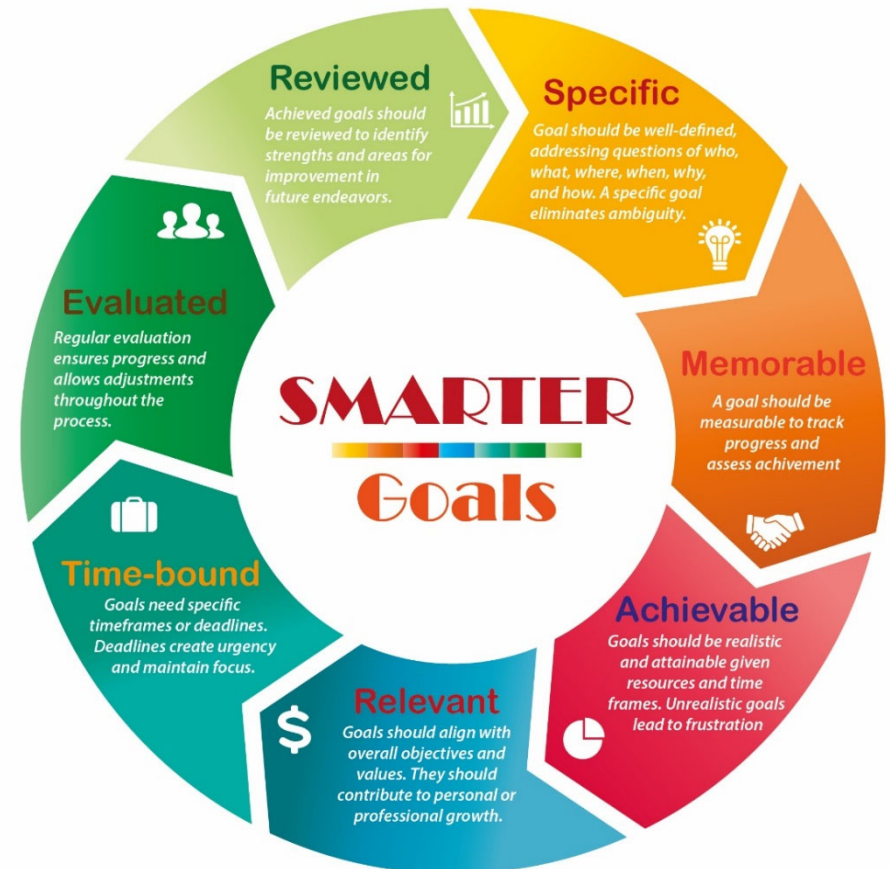 SMARTER
Goals
Specific
Goal should be well-defined,
addressing questions of who,
what, where, when, why,
and how. A specific goal
eliminates ambiguity.
Memorable
A goal should be
measurable to track
progress and
assess achivement
Achievable
Goals should be realistic
and attainable given
resources and time
frames. Unrealistic goals
lead to frustration
Relevant
Goals should align with
overall objectives and
values. They should
contribute to personal or
professional growth.
Time-bound
Goals need specific
timeframes or deadlines.
Deadlines create urgency
and maintain focus.
Evaluated
Regular evaluation
ensures progress and
allows adjustments
throughout the
process.
Reviewed
Achieved goals should
be reviewed to identify
strengths and areas for
improvement in
future endeavors.
$